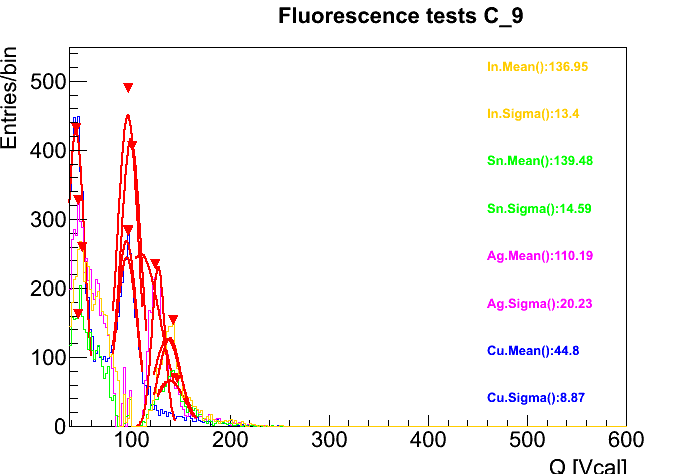 Fluorescence tests C_9
Entries/bin
500
400
300
200
100
0
In.Mean():136.95
In.Sigma():13.4
Sn.Mean():139.48
Sn.Sigma():14.59
Ag.Mean():110.19
Ag.Sigma():20.23
Cu.Mean():44.8
Cu.Sigma():8.87
100 200 300 400 500 600
Q [Vcal]